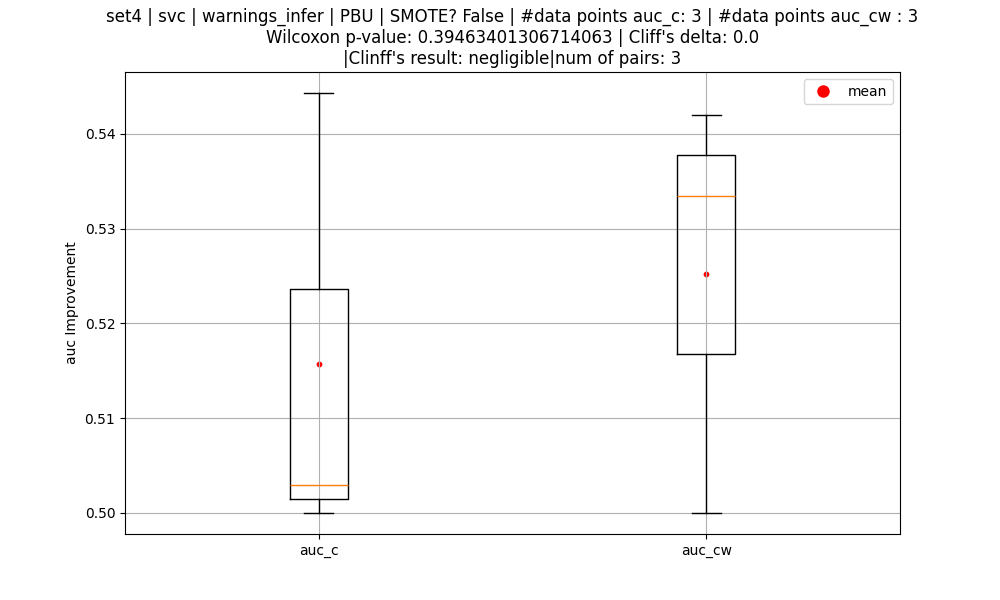 set4 | svc | warnings_infer | PBU | SMOTE? False | #data points auc_c: 3 | #data points auc_cw : 3
Wilcoxon p-value: 0.39463401306714063 | Cliff's delta: 0.0
|Clinff's result: negligible|num of pairs: 3
mean
0.54
0.53
0.52
0.51
0.50
auc Improvement
auc_c
auc_cw